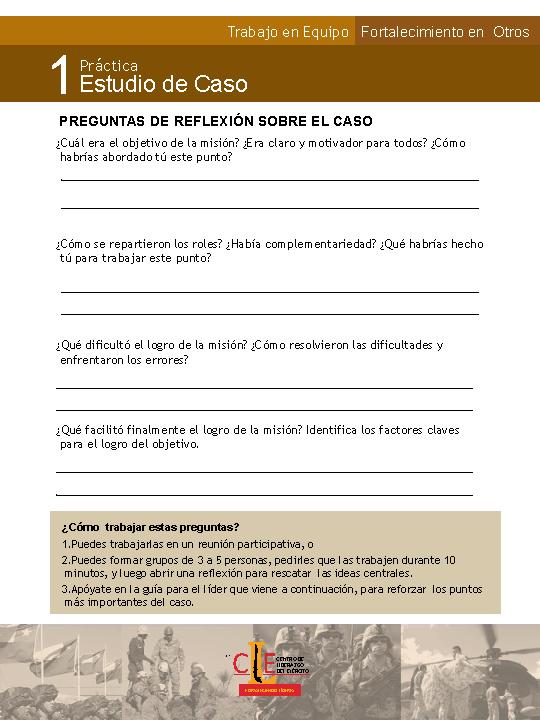 Trabajo en Equipo Fortalecimiento en Otros
1 Práctica
Estudio de Caso
PREGUNTAS DE REFLEXIÓN SOBRE EL CASO
¿Cuál era el objetivo de la misión? ¿Era claro y motivador para todos? ¿Cómo
habrías abordado tú este punto?
¿Cómo se repartieron los roles? ¿Había complementariedad? ¿Qué habrías hecho
tú para trabajar este punto?
¿Qué dificultó el logro de la misión? ¿Cómo resolvieron las dificultades y
enfrentaron los errores?
¿Qué facilitó finalmente el logro de la misión? Identifica los factores claves
para el logro del objetivo.
¿Cómo trabajar estas preguntas?
1.Puedes trabajarlas en un reunión participativa, o
2.Puedes formar grupos de 3 a 5 personas, pedirles que las trabajen durante 10
minutos, y luego abrir una reflexión para rescatar las ideas centrales.
3.Apóyate en la guía para el líder que viene a continuación, para reforzar los puntos
más importantes del caso.
CLE
CENTRO DE
LIDERAZGO
DEL EJÉRCITO